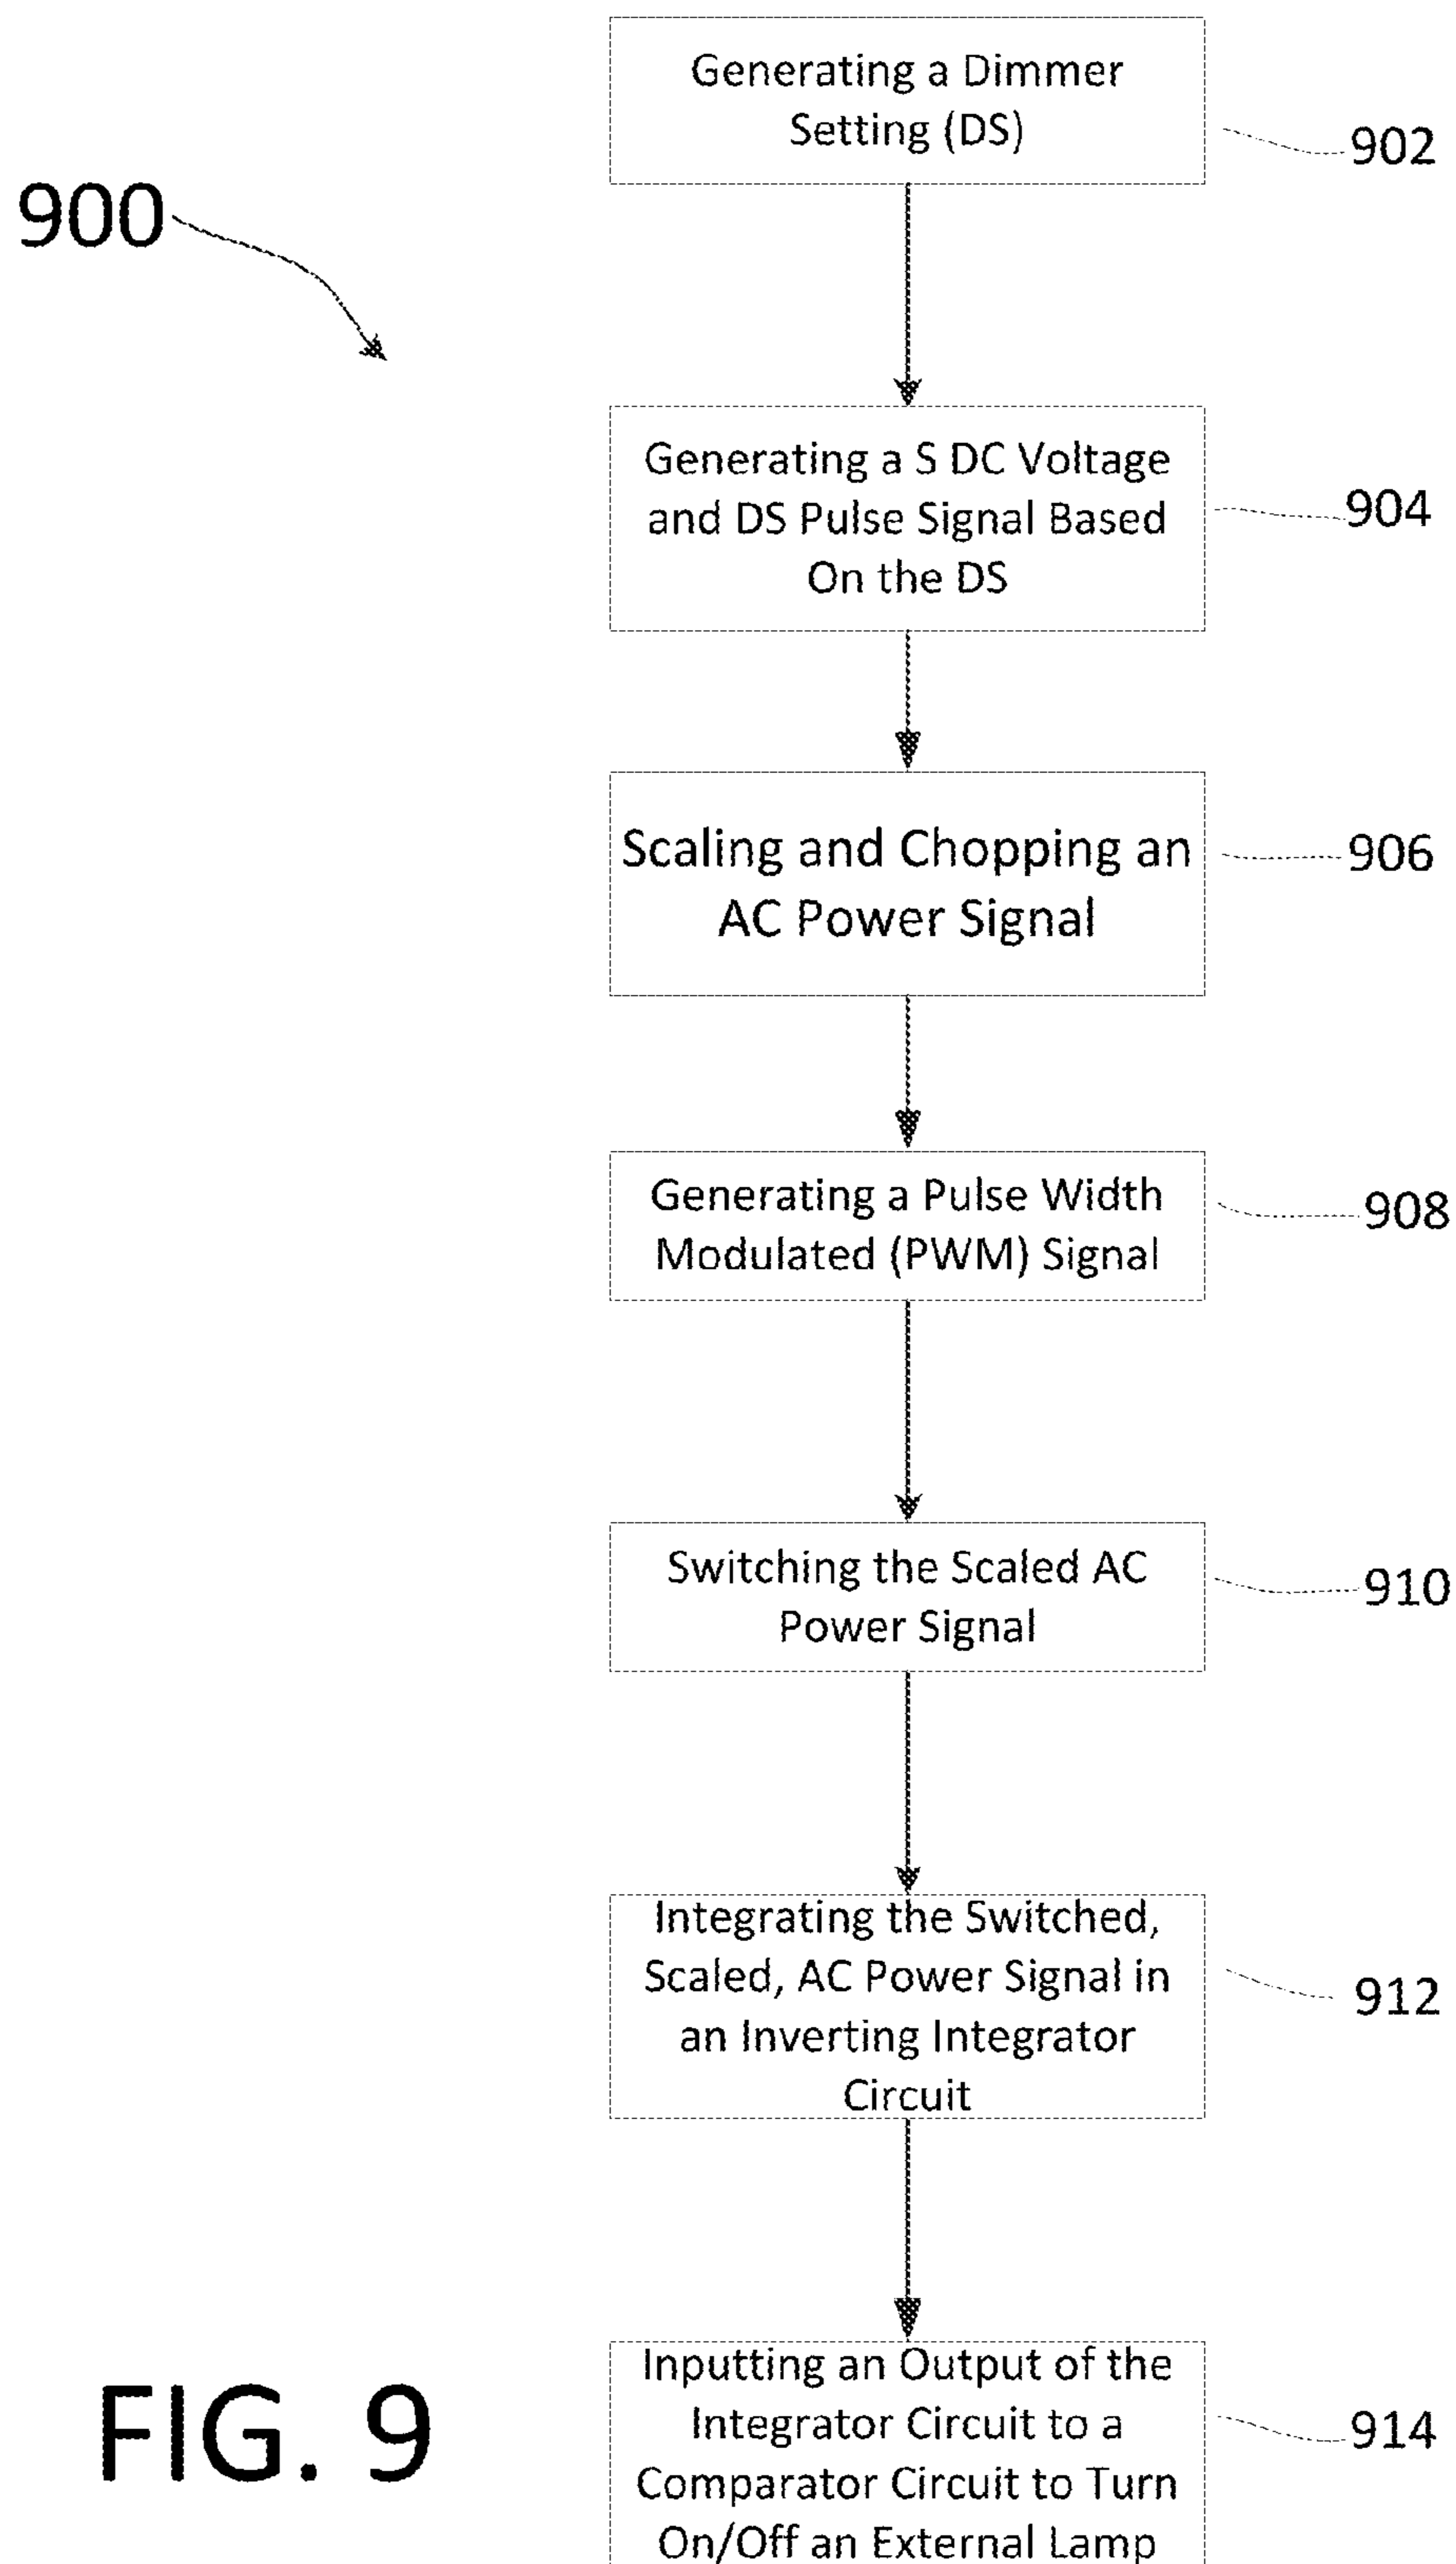 Generating a Dimmer
Setting (DS)
902
900
Generating a S DC Voltage
and DS Pulse Signal Based
On the DS
904
Scaling and Chopping an
AC Power Signal
906
Generating a Pulse Width
Modulated (PWM) Signal
908
Switching the Scaled AC
Power Signal
910
Integrating the Switched,
Scaled, AC Power Signal in
an Inverting Integrator
Circuit
912
Inputting an Output of the
Integrator Circuit to a
Comparator Circuit to Turn
On/Off an External Lamp
914
FIG. 9